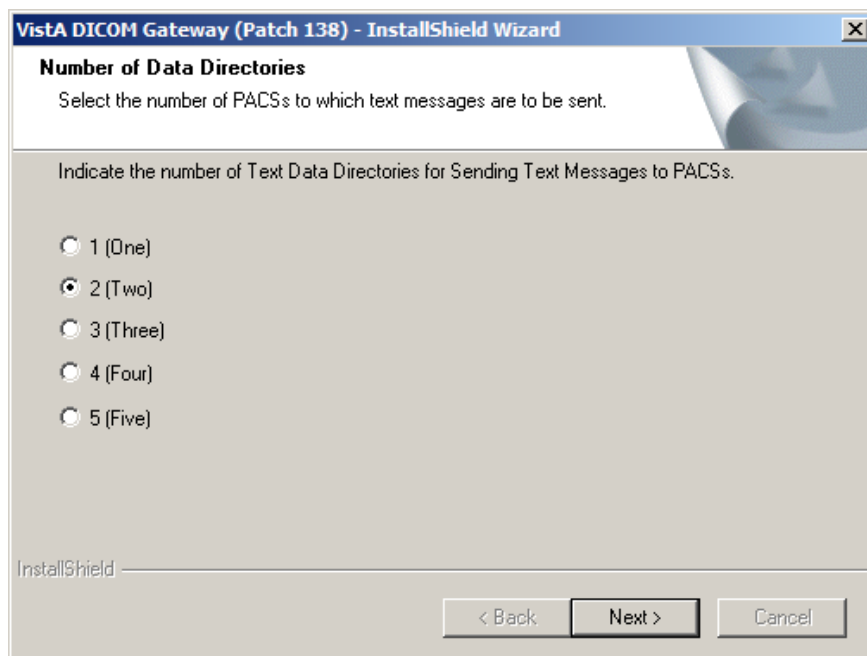 VistA DICOM Gateway (Patch 138) - InstallShield Wizard
Number of Data Directories
Select the number of PACSs to which text messages are to be sent.
Indicate the number of Text Data Directories for Sending Text Messages to PACSs.
1 (One)
2 (Two)
3 (Three)
4 (Four)
5 (Five)
InstallShield
< Back Next > Cancel